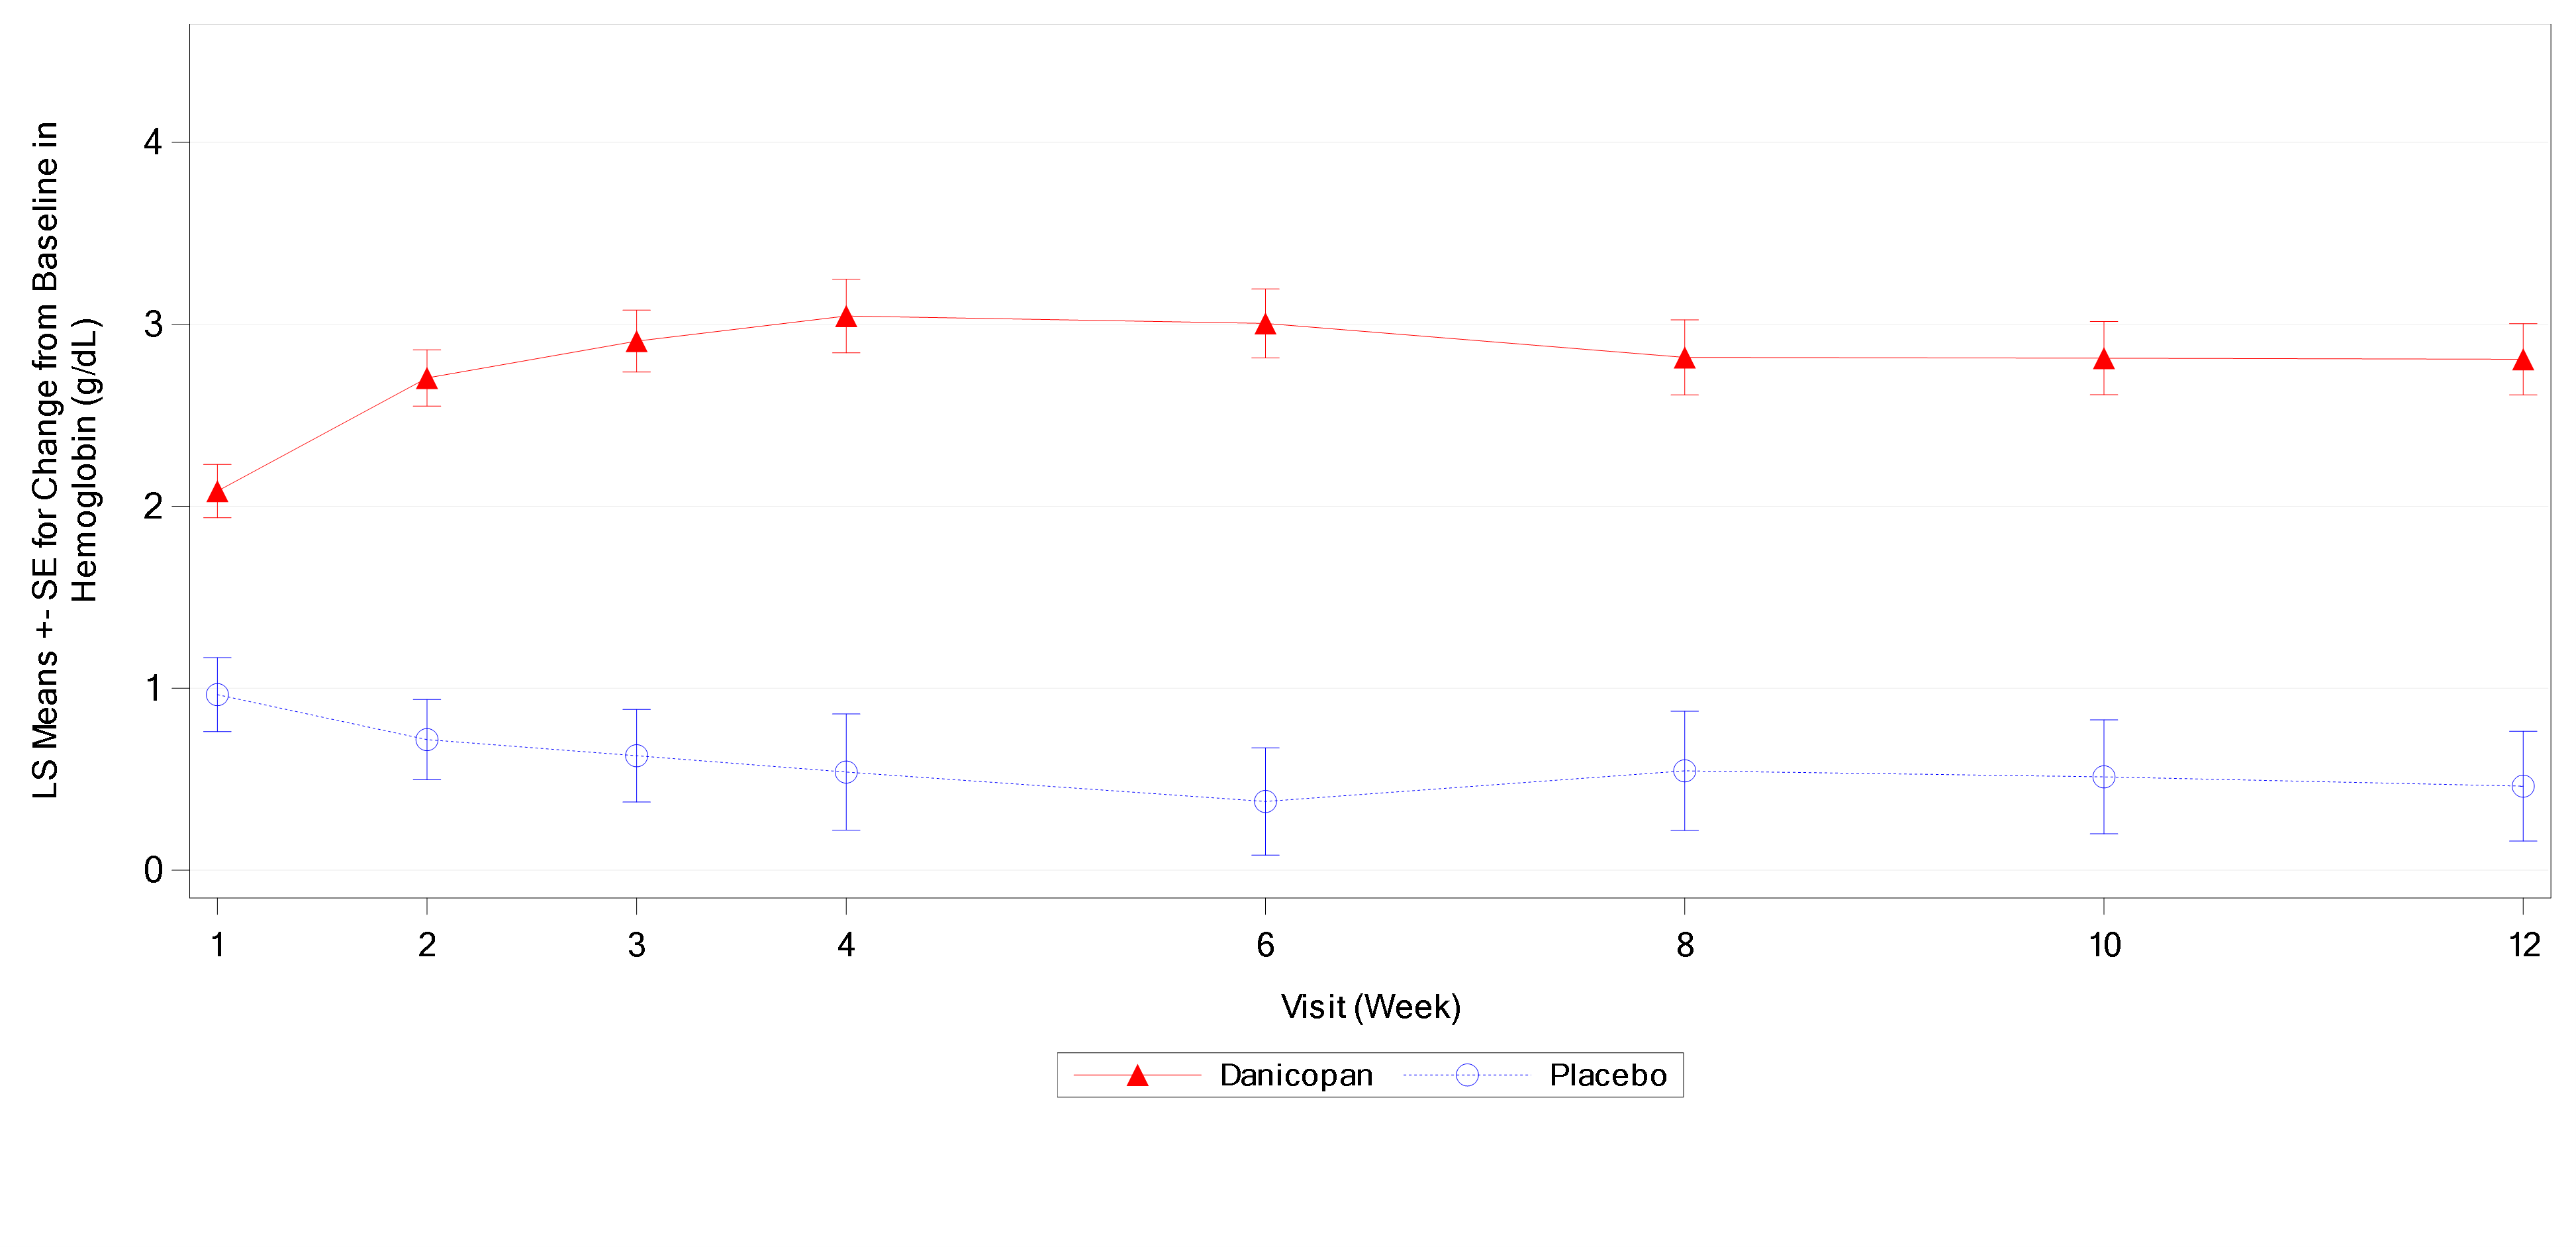 LS Means +- SE for Change from Baseline in
Hemoglobin (g/dL)
4
3
2
1
0
1 2 3 4 6 8 10 12
Visit (Week)
Danicopan Placebo